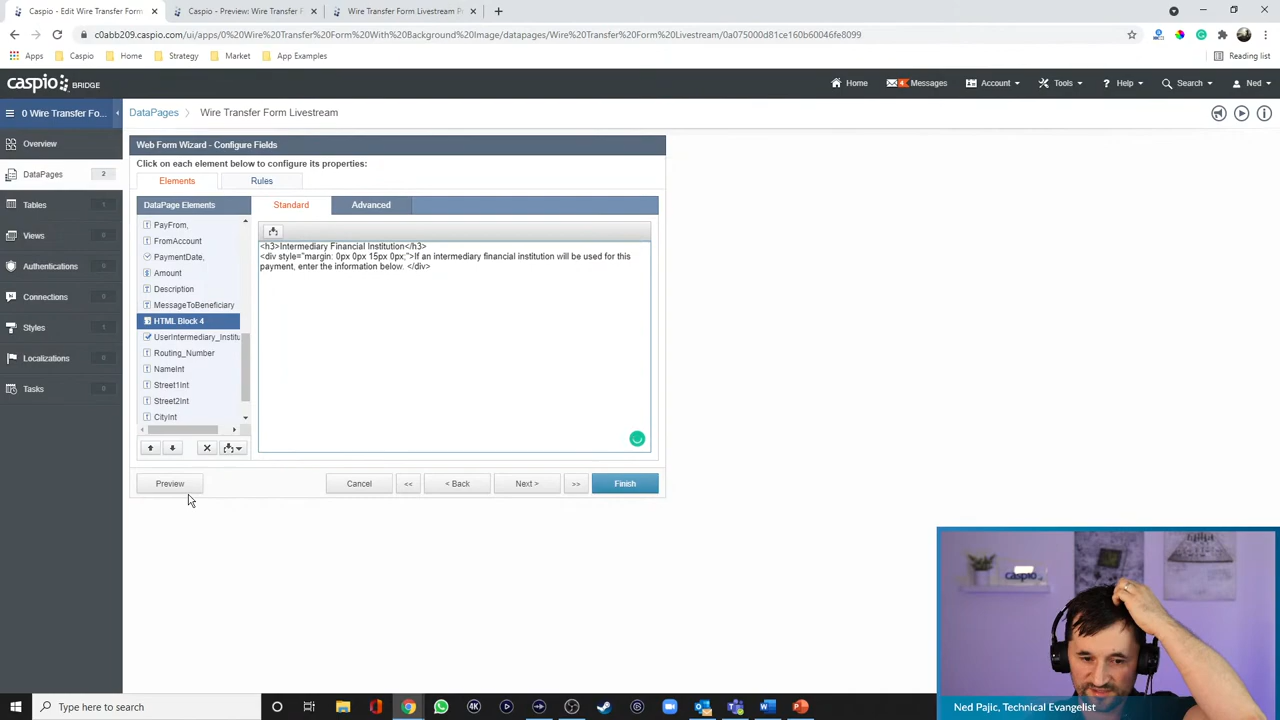 Caspio - Edit Wire Transfer Form
Caspio - Preview: Wire Transfer F
Wire Transfer Form Livestream Pr
c0abb209.caspio.com/ui/apps/0%20Wire%20Transfer%20Form%20With%20Background%20Image/datapages/Wire%20Transfer%20Form%20Livestream/0a075000d81ce160b60046fe8099
Apps
Caspio
Home
Strategy
Market
App Examples
Reading list
caspio BRIDGE
Home
Messages
Account
Tools
Help
Search
Ned
0 Wire Transfer Fo...
DataPages
Wire Transfer Form Livestream
Overview
DataPages 2
Tables 1
Views 0
Authentications 0
Connections 0
Styles 1
Localizations 0
Tasks 0
Web Form Wizard - Configure Fields
Click on each element below to configure its properties:
Elements
Rules
DataPage Elements
Standard
Advanced
PayFrom,
FromAccount
PaymentDate,
Amount
Description
MessageToBeneficiary
HTML Block 4
UserIntermediary_Institu
Routing_Number
NameInt
Street1Int
Street2Int
CityInt
<h3>Intermediary Financial Institution</h3>
<div style="margin: 0px 0px 15px 0px;">If an intermediary financial institution will be used for this
payment, enter the information below. </div>
Preview
Cancel
<<
< Back
Next >
>>
Finish
caspio
Ned Pajic, Technical Evangelist
Type here to search
4K